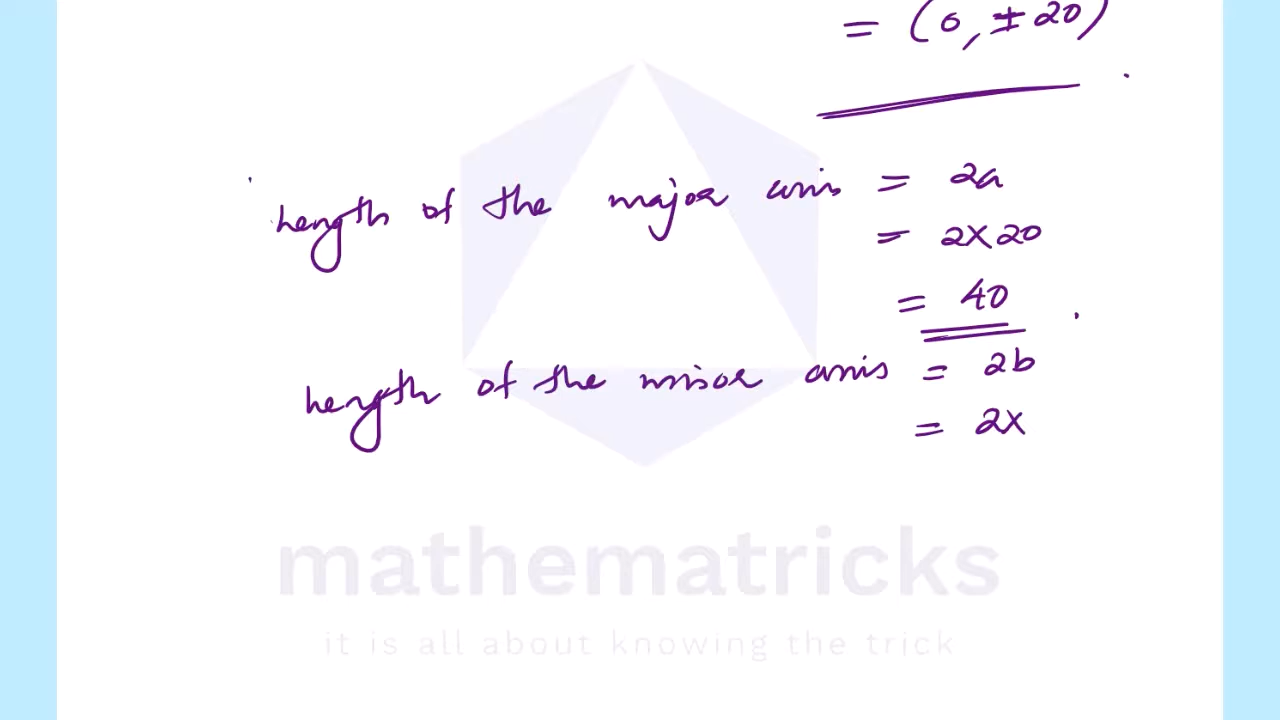 = (0, ± 20)
Length of the major axis = 2a
= 2×20
= 40
Length of the minor axis = 2b
= 2×
mathematricks
it is all about knowing the trick